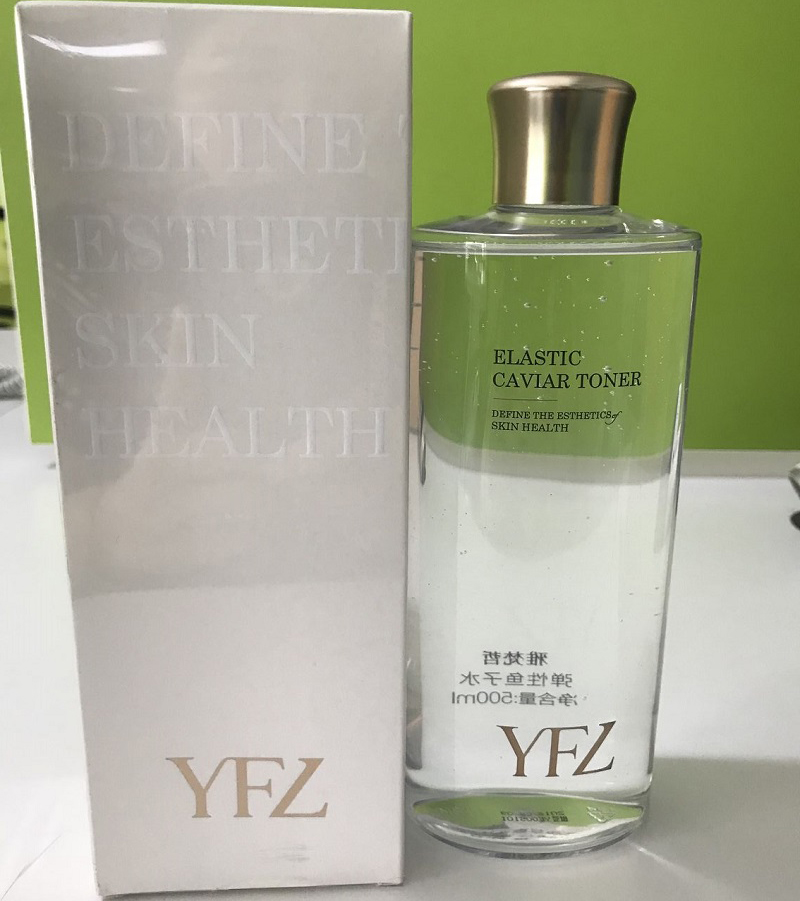 DEFINE
ESTHETI
SKIN
HEALTH
YFZ
ELASTIC
CAVIAR TONER
DEFINE THE ESTHETICS of
SKIN HEALTH
雅梵哲
弹性鱼子水
净含量:500ml
YFZ